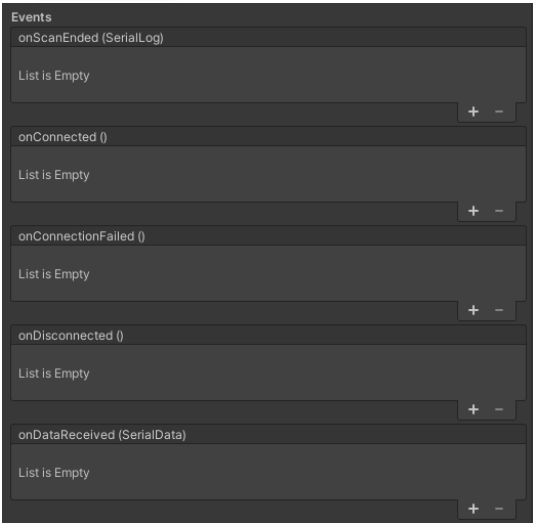 Events
onScanEnded (SerialLog)
List is Empty
+ −
onConnected ()
List is Empty
+ −
onConnectionFailed ()
List is Empty
+ −
onDisconnected ()
List is Empty
+ −
onDataReceived (SerialData)
List is Empty
+ −